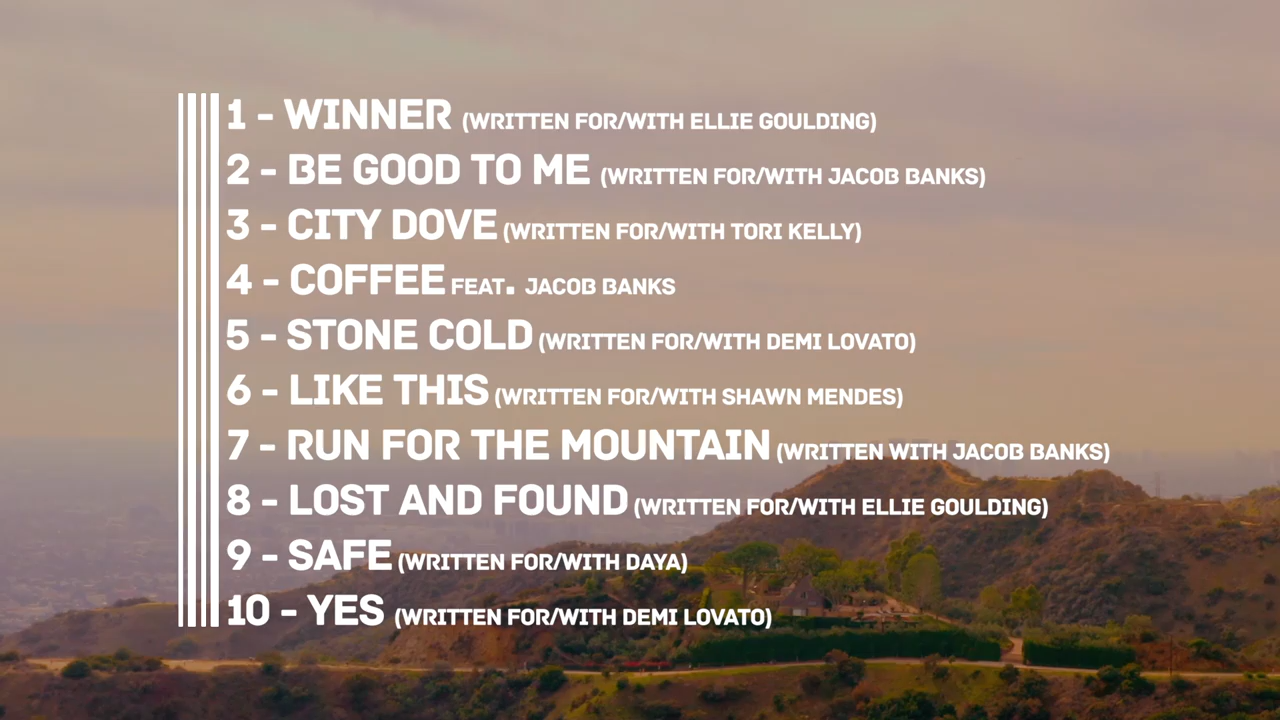 1 - WINNER (WRITTEN FOR/WITH ELLIE GOULDING)
2 - BE GOOD TO ME (WRITTEN FOR/WITH JACOB BANKS)
3 - CITY DOVE (WRITTEN FOR/WITH TORI KELLY)
4 - COFFEE FEAT. JACOB BANKS
5 - STONE COLD (WRITTEN FOR/WITH DEMI LOVATO)
6 - LIKE THIS (WRITTEN FOR/WITH SHAWN MENDES)
7 - RUN FOR THE MOUNTAIN (WRITTEN WITH JACOB BANKS)
8 - LOST AND FOUND (WRITTEN FOR/WITH ELLIE GOULDING)
9 - SAFE (WRITTEN FOR/WITH DAYA)
10 - YES (WRITTEN FOR/WITH DEMI LOVATO)